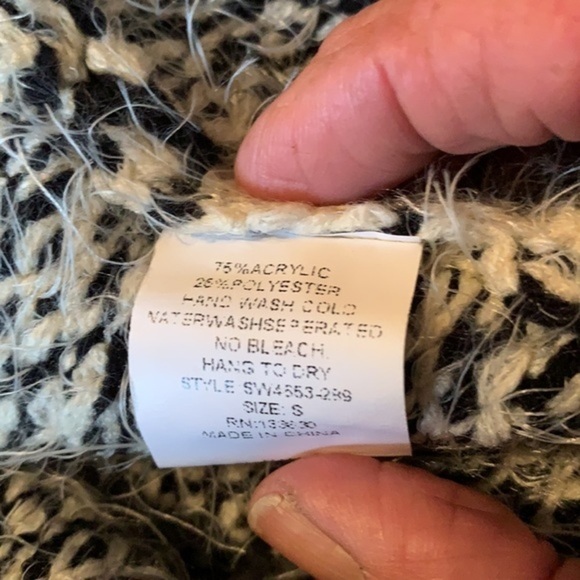 75%ACRYLIC
25%POLYESTER
HAND WASH COLD
WATERWASHSEPERATED
NO BLEACH.
HANG TO DRY
STYLE SW4553-289
SIZE: S
RN:133630
MADE IN CHINA